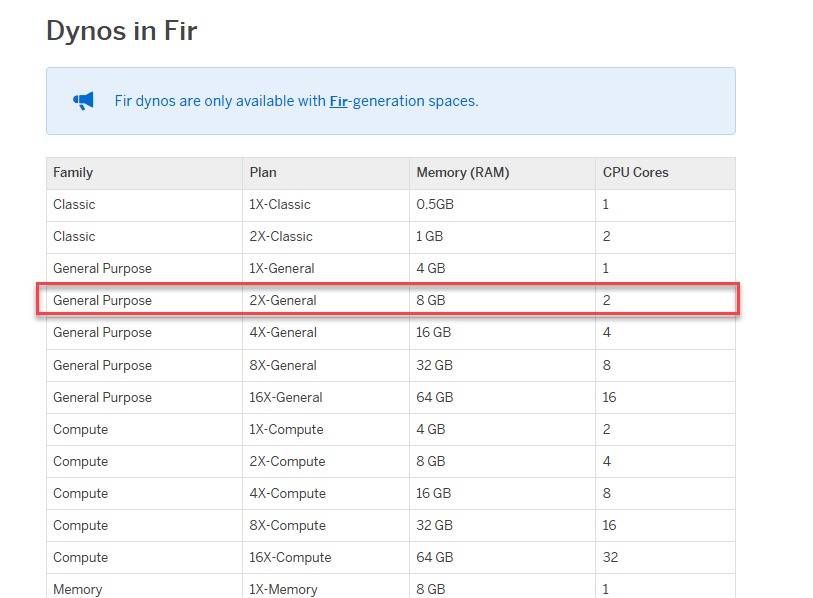 Dynos in Fir
Fir dynos are only available with Fir-generation spaces.
Family Plan Memory (RAM) CPU Cores
Classic 1X-Classic 0.5GB 1
Classic 2X-Classic 1 GB 2
General Purpose 1X-General 4 GB 1
General Purpose 2X-General 8 GB 2
General Purpose 4X-General 16 GB 4
General Purpose 8X-General 32 GB 8
General Purpose 16X-General 64 GB 16
Compute 1X-Compute 4 GB 2
Compute 2X-Compute 8 GB 4
Compute 4X-Compute 16 GB 8
Compute 8X-Compute 32 GB 16
Compute 16X-Compute 64 GB 32
Memory 1X-Memory 8 GB 1